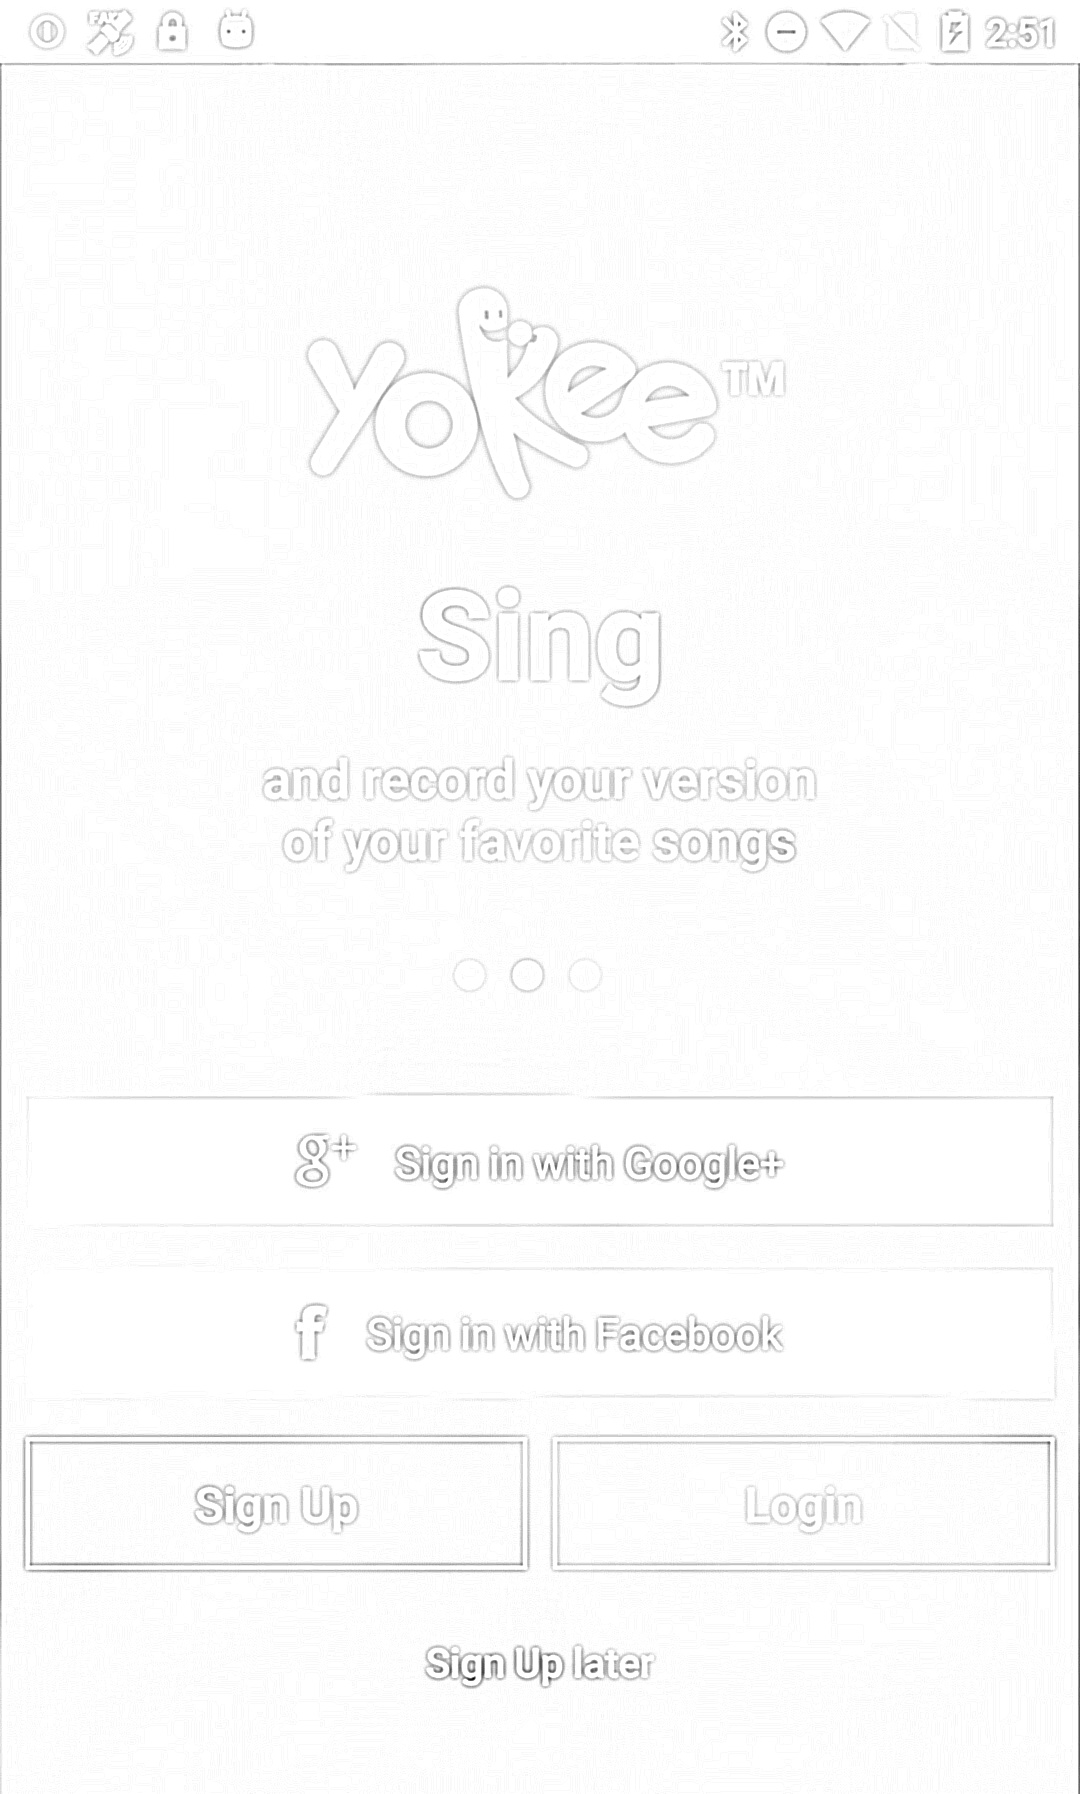 FAV
2:51
Yokee™
Sing
and record your version
of your favorite songs
g+ Sign in with Google+
f Sign in with Facebook
Sign Up
Login
Sign Up later